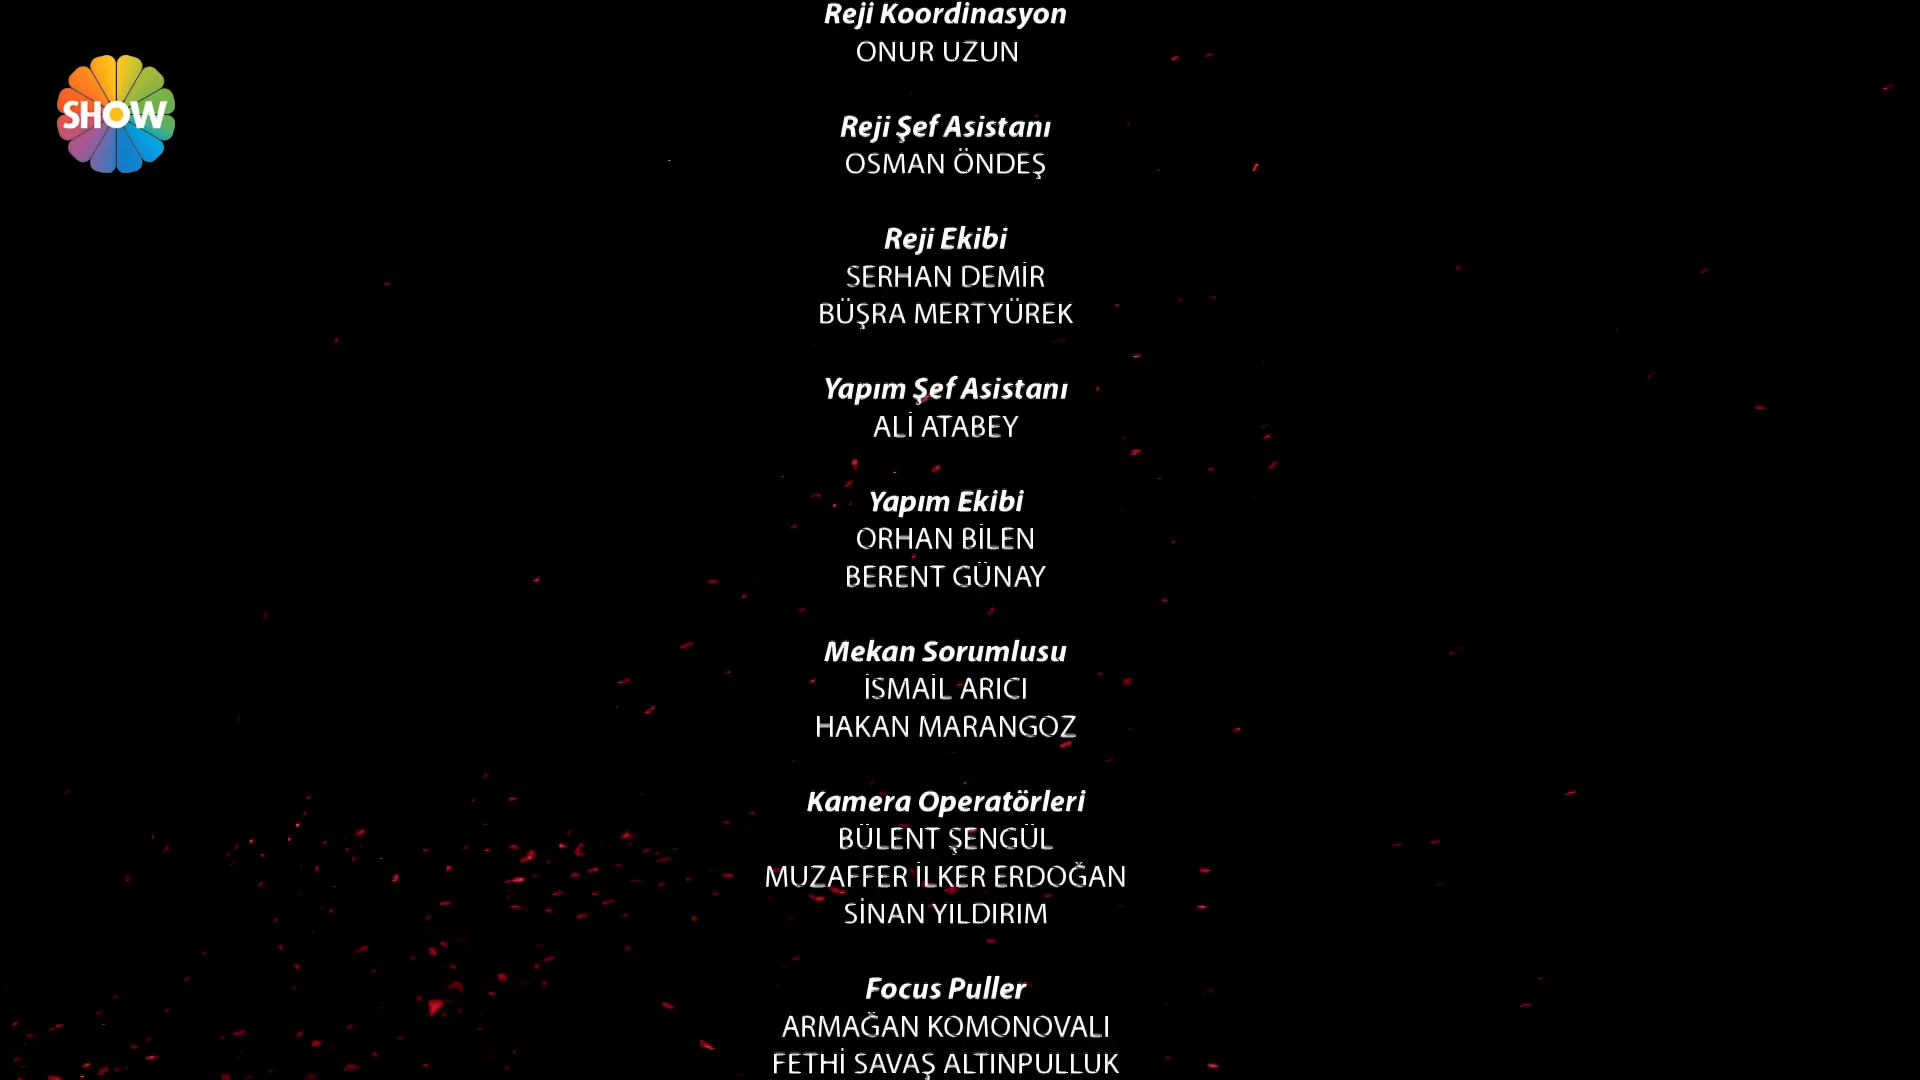 Reji Koordinasyon
ONUR UZUN
SHOW
Reji Şef Asistanı
OSMAN ÖNDEŞ
Reji Ekibi
SERHAN DEMİR
BÜŞRA MERTYÜREK
Yapım Şef Asistanı
ALİ ATABEY
Yapım Ekibi
ORHAN BİLEN
BERENT GÜNAY
Mekan Sorumlusu
İSMAİL ARICI
HAKAN MARANGOZ
Kamera Operatörleri
BÜLENT ŞENGÜL
MUZAFFER İLKER ERDOĞAN
SİNAN YILDIRIM
Focus Puller
ARMAĞAN KOMONOVALI
FETHİ SAVAŞ ALTINPULLUK